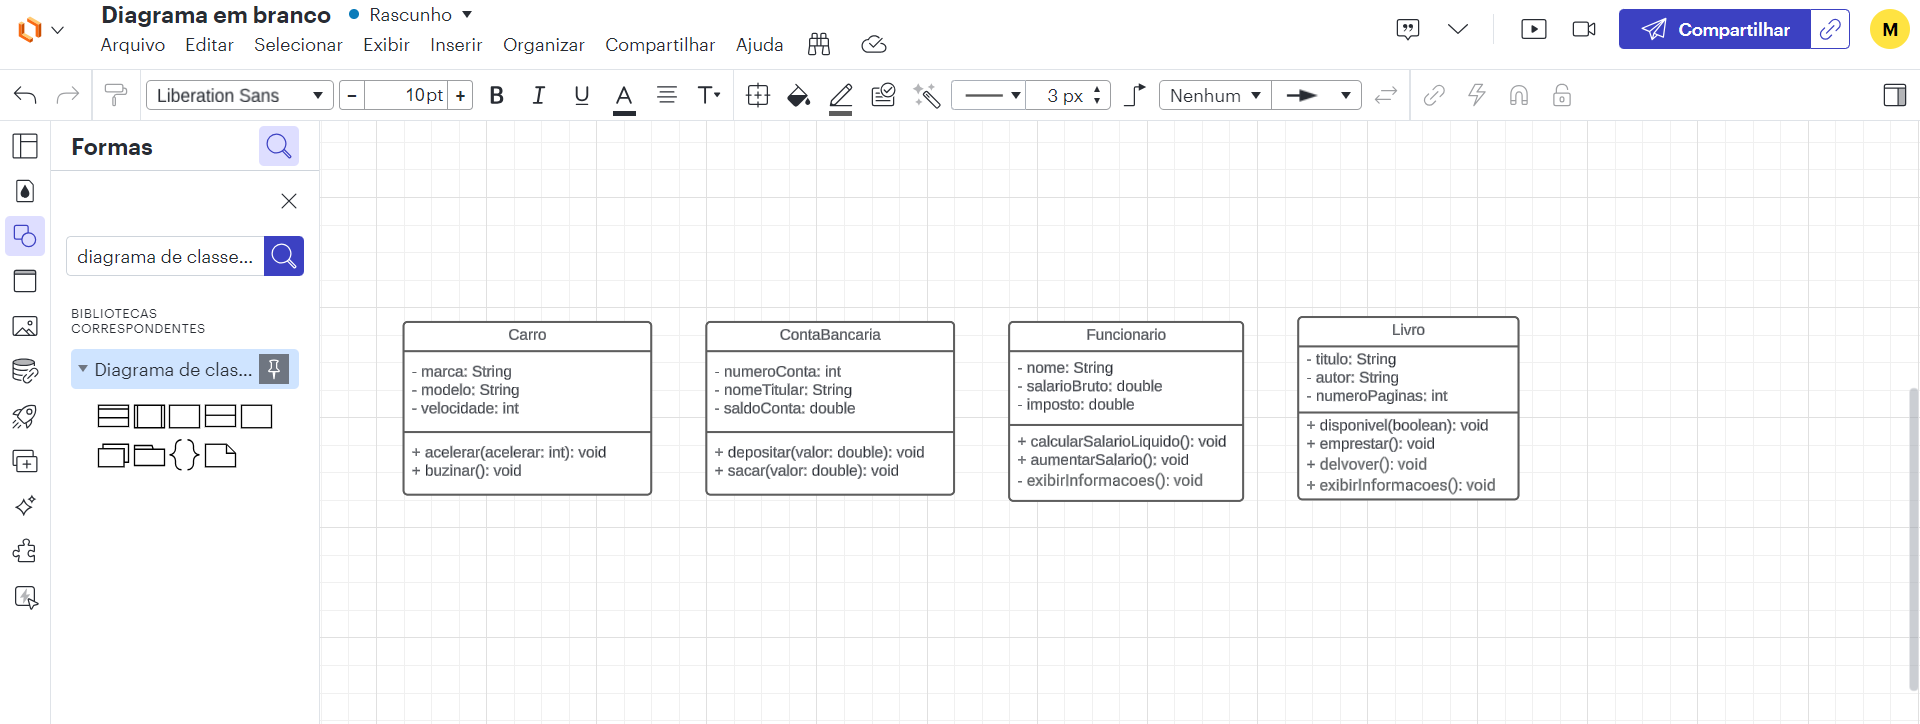 Diagrama em branco
Rascunho
Arquivo Editar Selecionar Exibir Inserir Organizar Compartilhar Ajuda
Compartilhar
M
Liberation Sans
- 10 pt +
B I U A T
3 px
Nenhum
Formas
diagrama de classe...
BIBLIOTECAS
CORRESPONDENTES
Diagrama de clas...
Carro
- marca: String
- modelo: String
- velocidade: int
+ acelerar(acelerar: int): void
+ buzinar(): void
ContaBancaria
- numeroConta: int
- nomeTitular: String
- saldoConta: double
+ depositar(valor: double): void
+ sacar(valor: double): void
Funcionario
- nome: String
- salarioBruto: double
- imposto: double
+ calcularSalarioLiquido(): void
+ aumentarSalario(): void
- exibirInformacoes(): void
Livro
- titulo: String
- autor: String
- numeroPaginas: int
+ disponivel(boolean): void
+ emprestar(): void
+ delvover(): void
+ exibirInformacoes(): void